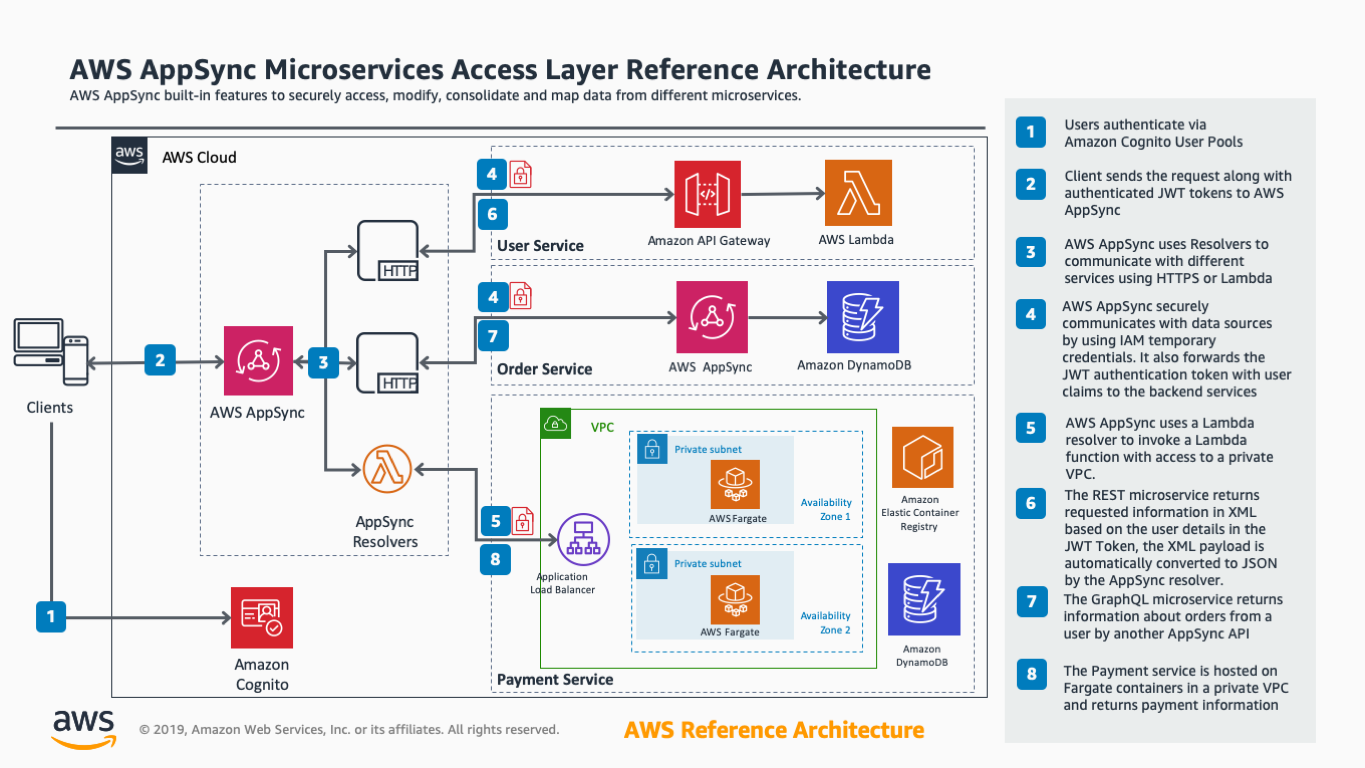 AWS AppSync Microservices Access Layer Reference Architecture
AWS AppSync built-in features to securely access, modify, consolidate and map data from different microservices.
aws
AWS Cloud
4
6
User Service
Amazon API Gateway
AWS Lambda
HTTP
4
7
Order Service
AWS AppSync
Amazon DynamoDB
HTTP
Clients
2
AWS AppSync
3
AppSync
Resolvers
5
8
Application
Load Balancer
VPC
Private subnet
AWS Fargate
Availability
Zone 1
Private subnet
AWS Fargate
Availability
Zone 2
Amazon
Elastic Container
Registry
Amazon
DynamoDB
Payment Service
1
Amazon
Cognito
1
Users authenticate via
Amazon Cognito User Pools
2
Client sends the request along with
authenticated JWT tokens to AWS
AppSync
3
AWS AppSync uses Resolvers to
communicate with different
services using HTTPS or Lambda
4
AWS AppSync securely
communicates with data sources
by using IAM temporary
credentials. It also forwards the
JWT authentication token with user
claims to the backend services
5
AWS AppSync uses a Lambda
resolver to invoke a Lambda
function with access to a private
VPC.
6
The REST microservice returns
requested information in XML
based on the user details in the
JWT Token, the XML payload is
automatically converted to JSON
by the AppSync resolver.
7
The GraphQL microservice returns
information about orders from a
user by another AppSync API
8
The Payment service is hosted on
Fargate containers in a private VPC
and returns payment information
aws
© 2019, Amazon Web Services, Inc. or its affiliates. All rights reserved.
AWS Reference Architecture